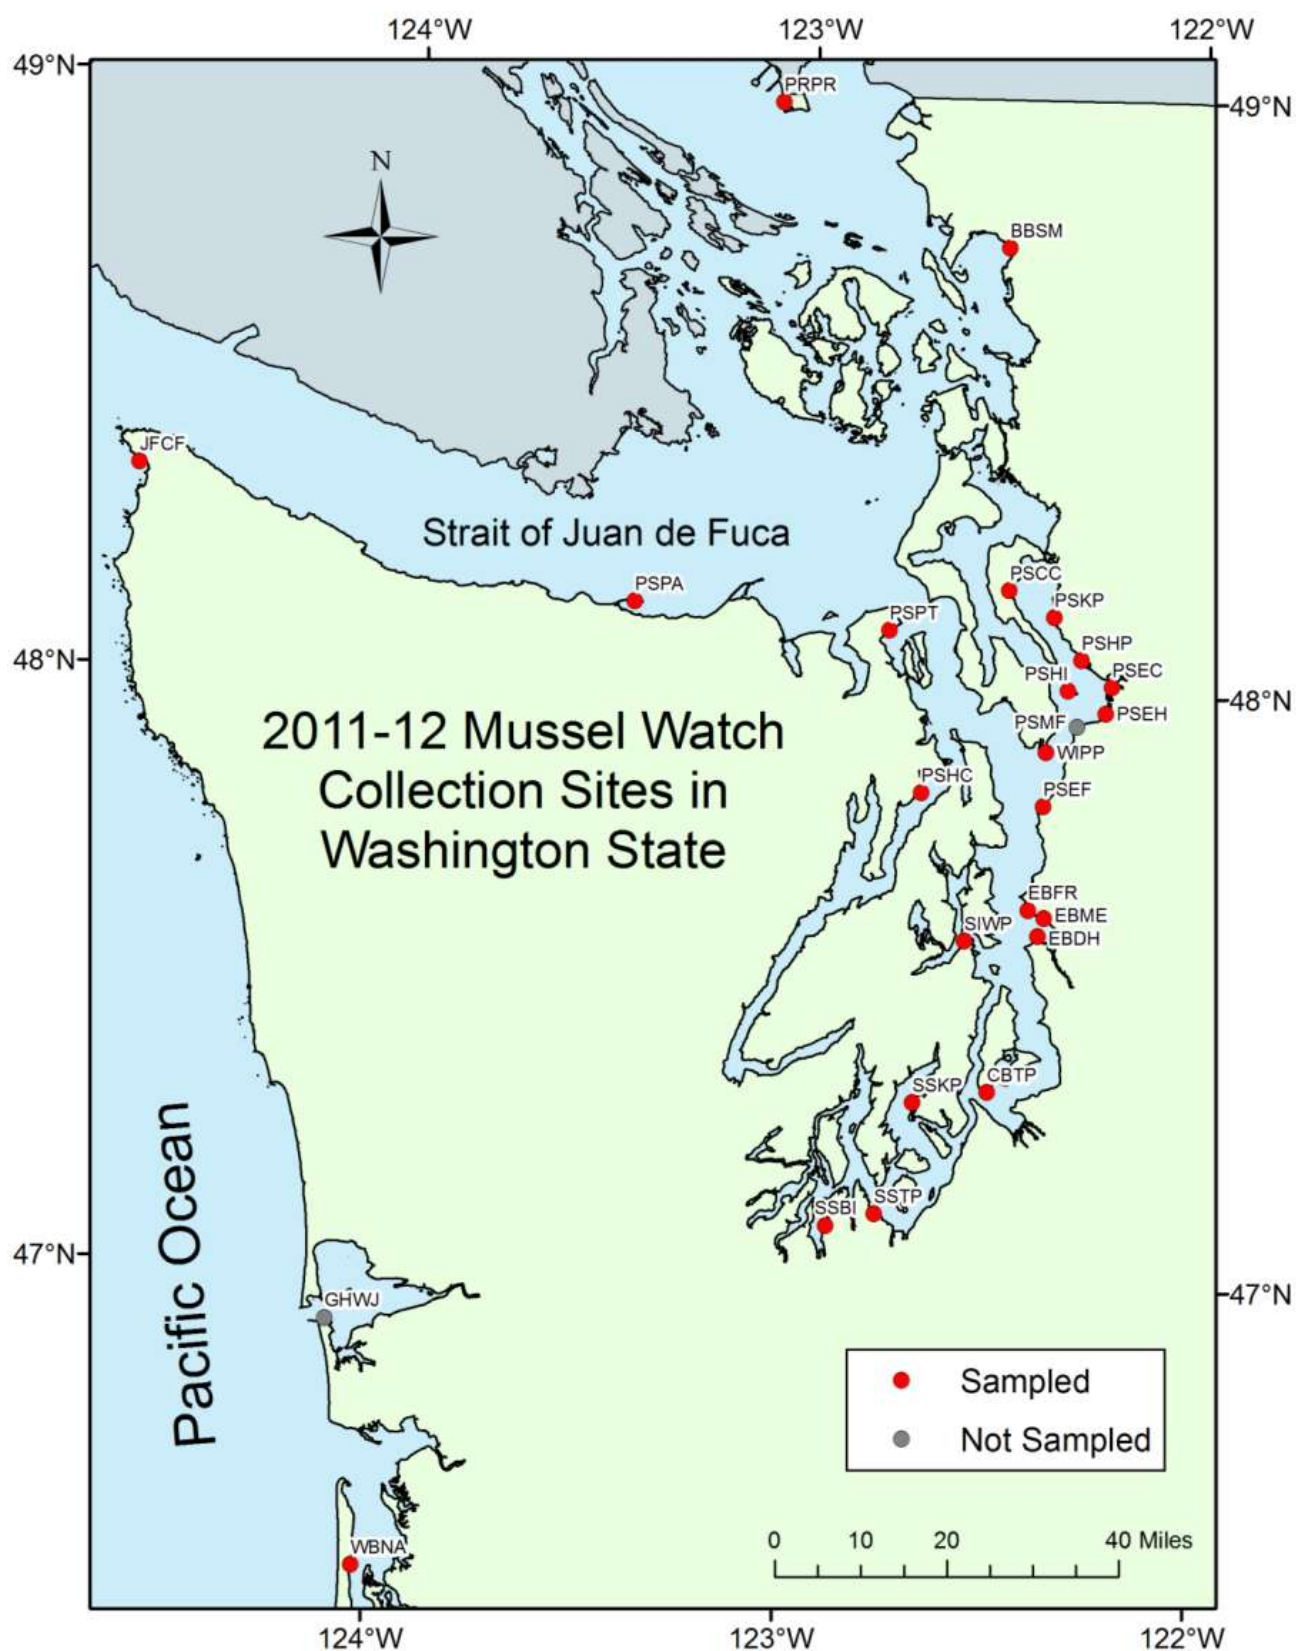 124°W
123°W
122°W
49°N
PRPR
49°N
N
BBSM
JFCF
Strait of Juan de Fuca
PSPA
PSCC
PSKP
PSPT
PSHP
48°N
PSHI
PSEC
48°N
PSMF
PSEH
2011-12 Mussel Watch
Collection Sites in
Washington State
WIPP
PSHC
PSEF
EBFR
EBME
SIWP
EBDH
CBTP
SSKP
Pacific Ocean
SSTP
SSBI
47°N
GHWJ
47°N
Sampled
Not Sampled
WBNA
0 10 20 40 Miles
124°W
123°W
122°W